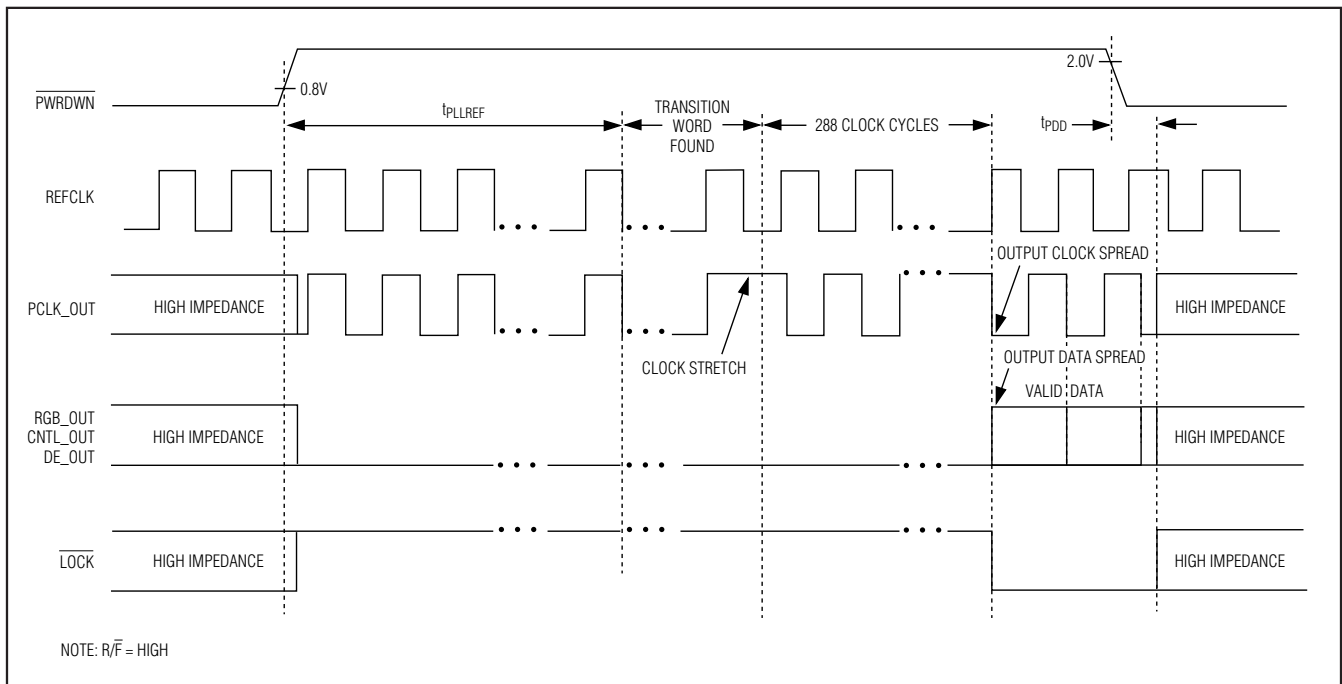 2.0V
0.8V
PWRDWN
tPLLREF
TRANSITION
WORD
FOUND
288 CLOCK CYCLES
tPDD
REFCLK
OUTPUT CLOCK SPREAD
PCLK_OUT
HIGH IMPEDANCE
HIGH IMPEDANCE
CLOCK STRETCH
OUTPUT DATA SPREAD
VALID DATA
RGB_OUT
CNTL_OUT
DE_OUT
HIGH IMPEDANCE
HIGH IMPEDANCE
LOCK
HIGH IMPEDANCE
HIGH IMPEDANCE
NOTE: R/F̅ = HIGH